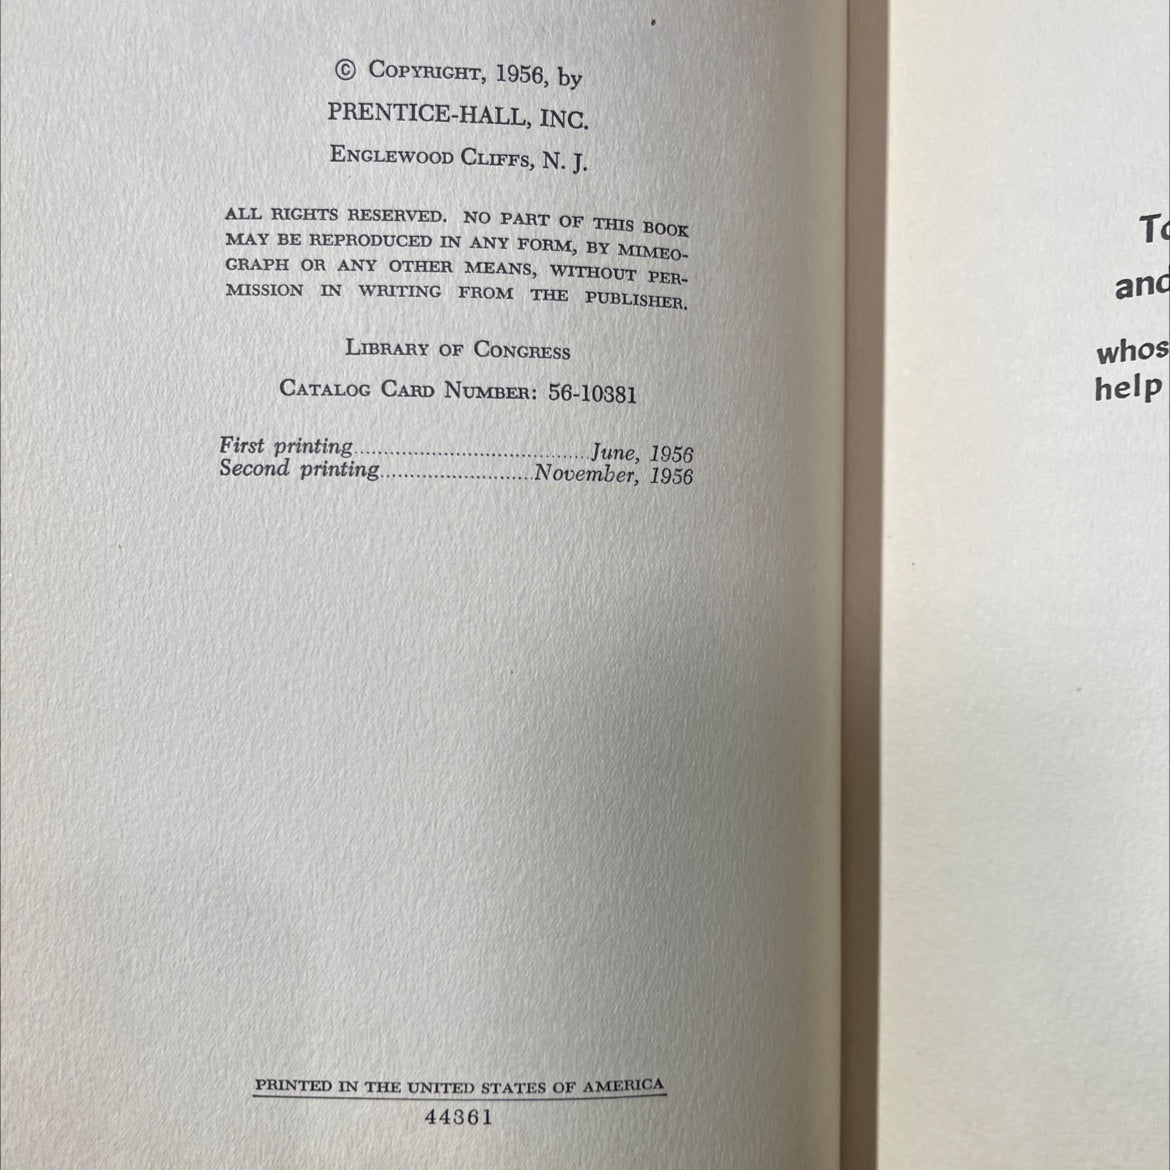 © Copyright, 1956, by
PRENTICE-HALL, INC.
Englewood Cliffs, N. J.
ALL RIGHTS RESERVED. NO PART OF THIS BOOK
MAY BE REPRODUCED IN ANY FORM, BY MIMEO-
GRAPH OR ANY OTHER MEANS, WITHOUT PER-
MISSION IN WRITING FROM THE PUBLISHER.
Library of Congress
Catalog Card Number: 56-10381
First printing........................................June, 1956
Second printing..........................November, 1956
PRINTED IN THE UNITED STATES OF AMERICA
44361
To
and
whos
help